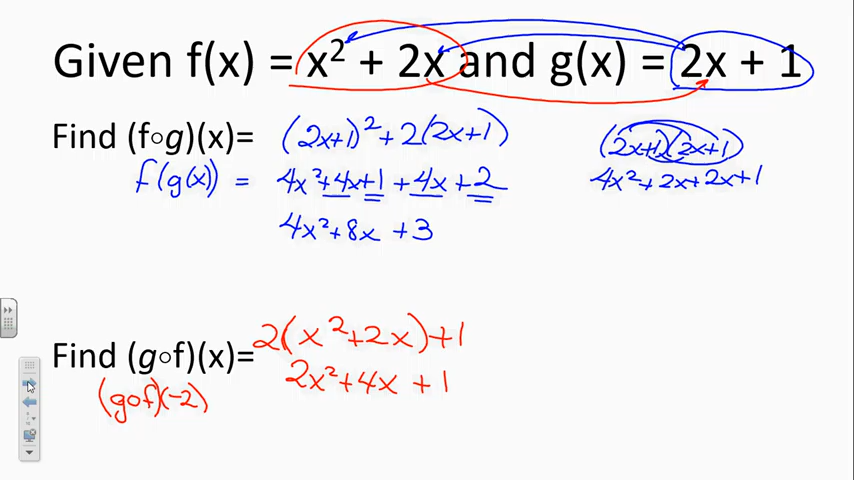 Given f(x) = x² + 2x and g(x) = 2x + 1
Find (f∘g)(x)= (2x+1)² + 2(2x+1) (2x+1)(2x+1)
f(g(x)) = 4x²+4x+1 + 4x+2 4x²+2x+2x+1
4x²+8x +3
Find (g∘f)(x)= 2(x²+2x)+1
(g∘f)(-2) 2x²+4x +1